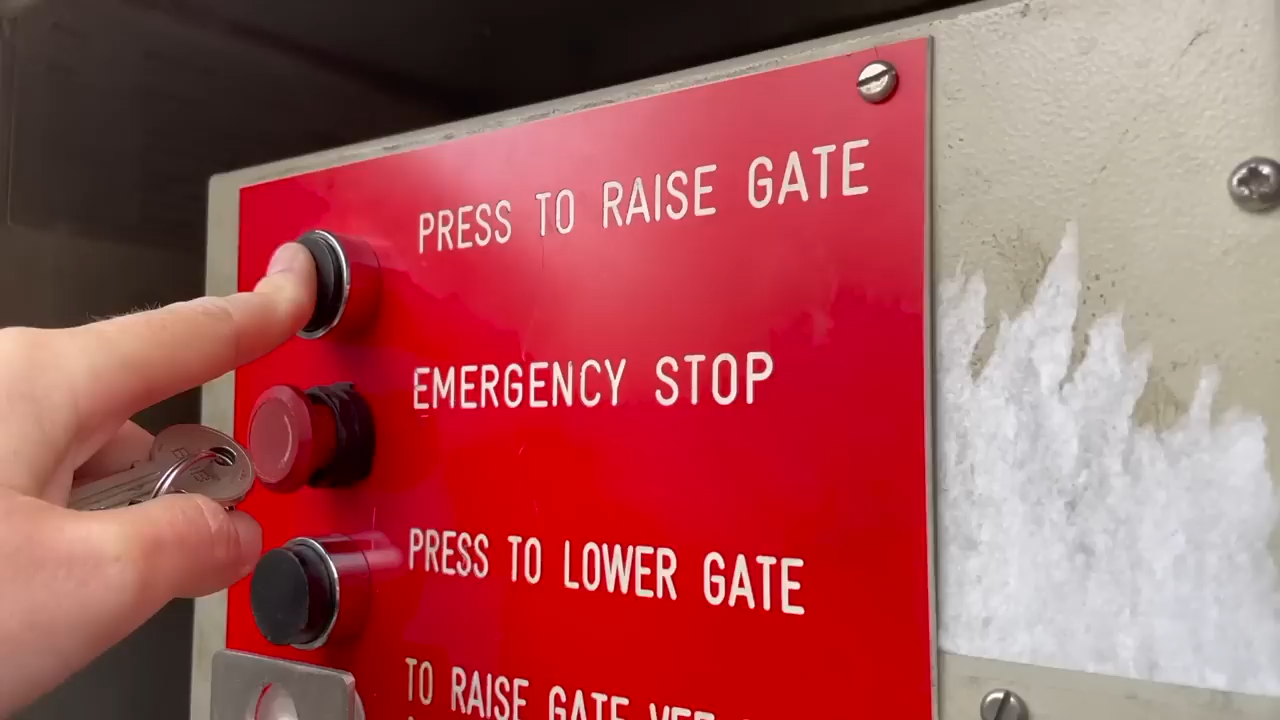 PRESS TO RAISE GATE
EMERGENCY STOP
PRESS TO LOWER GATE
TO RAISE GATE